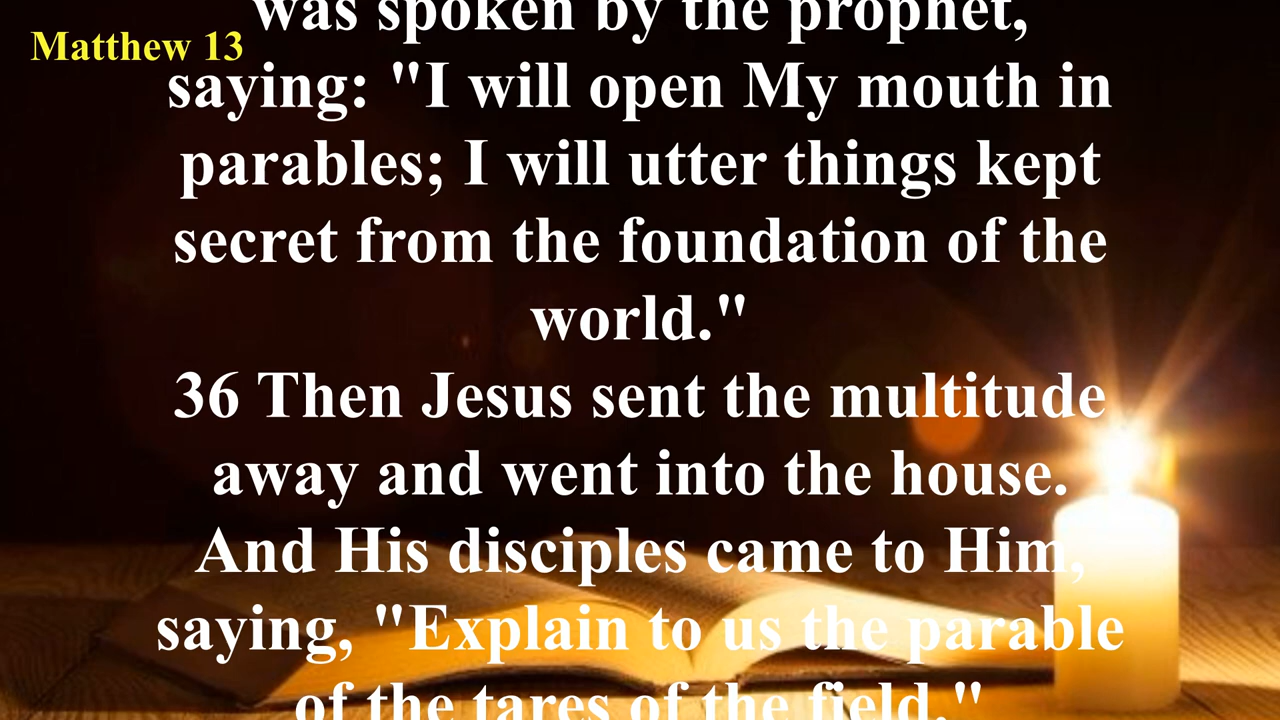 was spoken by the prophet,
Matthew 13
saying: "I will open My mouth in
parables; I will utter things kept
secret from the foundation of the
world."
36 Then Jesus sent the multitude
away and went into the house.
And His disciples came to Him,
saying, "Explain to us the parable
of the tares of the field."